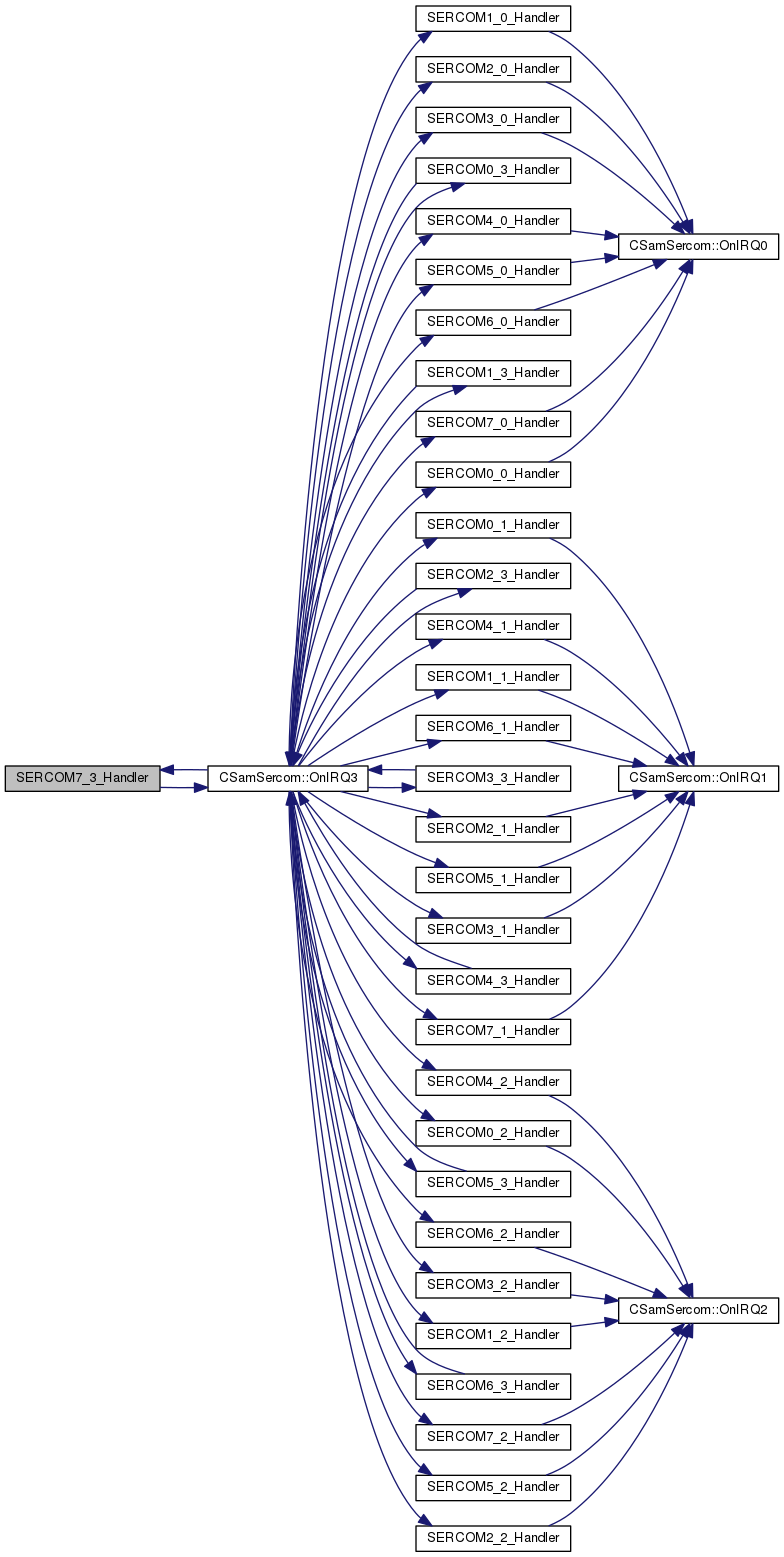 SERCOM1_0_Handler
SERCOM2_0_Handler
SERCOM3_0_Handler
SERCOM0_3_Handler
SERCOM4_0_Handler
CSamSercom::OnIRQ0
SERCOM5_0_Handler
SERCOM6_0_Handler
SERCOM1_3_Handler
SERCOM7_0_Handler
SERCOM0_0_Handler
SERCOM0_1_Handler
SERCOM2_3_Handler
SERCOM4_1_Handler
SERCOM1_1_Handler
SERCOM6_1_Handler
SERCOM7_3_Handler
CSamSercom::OnIRQ3
SERCOM3_3_Handler
CSamSercom::OnIRQ1
SERCOM2_1_Handler
SERCOM5_1_Handler
SERCOM3_1_Handler
SERCOM4_3_Handler
SERCOM7_1_Handler
SERCOM4_2_Handler
SERCOM0_2_Handler
SERCOM5_3_Handler
SERCOM6_2_Handler
SERCOM3_2_Handler
CSamSercom::OnIRQ2
SERCOM1_2_Handler
SERCOM6_3_Handler
SERCOM7_2_Handler
SERCOM5_2_Handler
SERCOM2_2_Handler